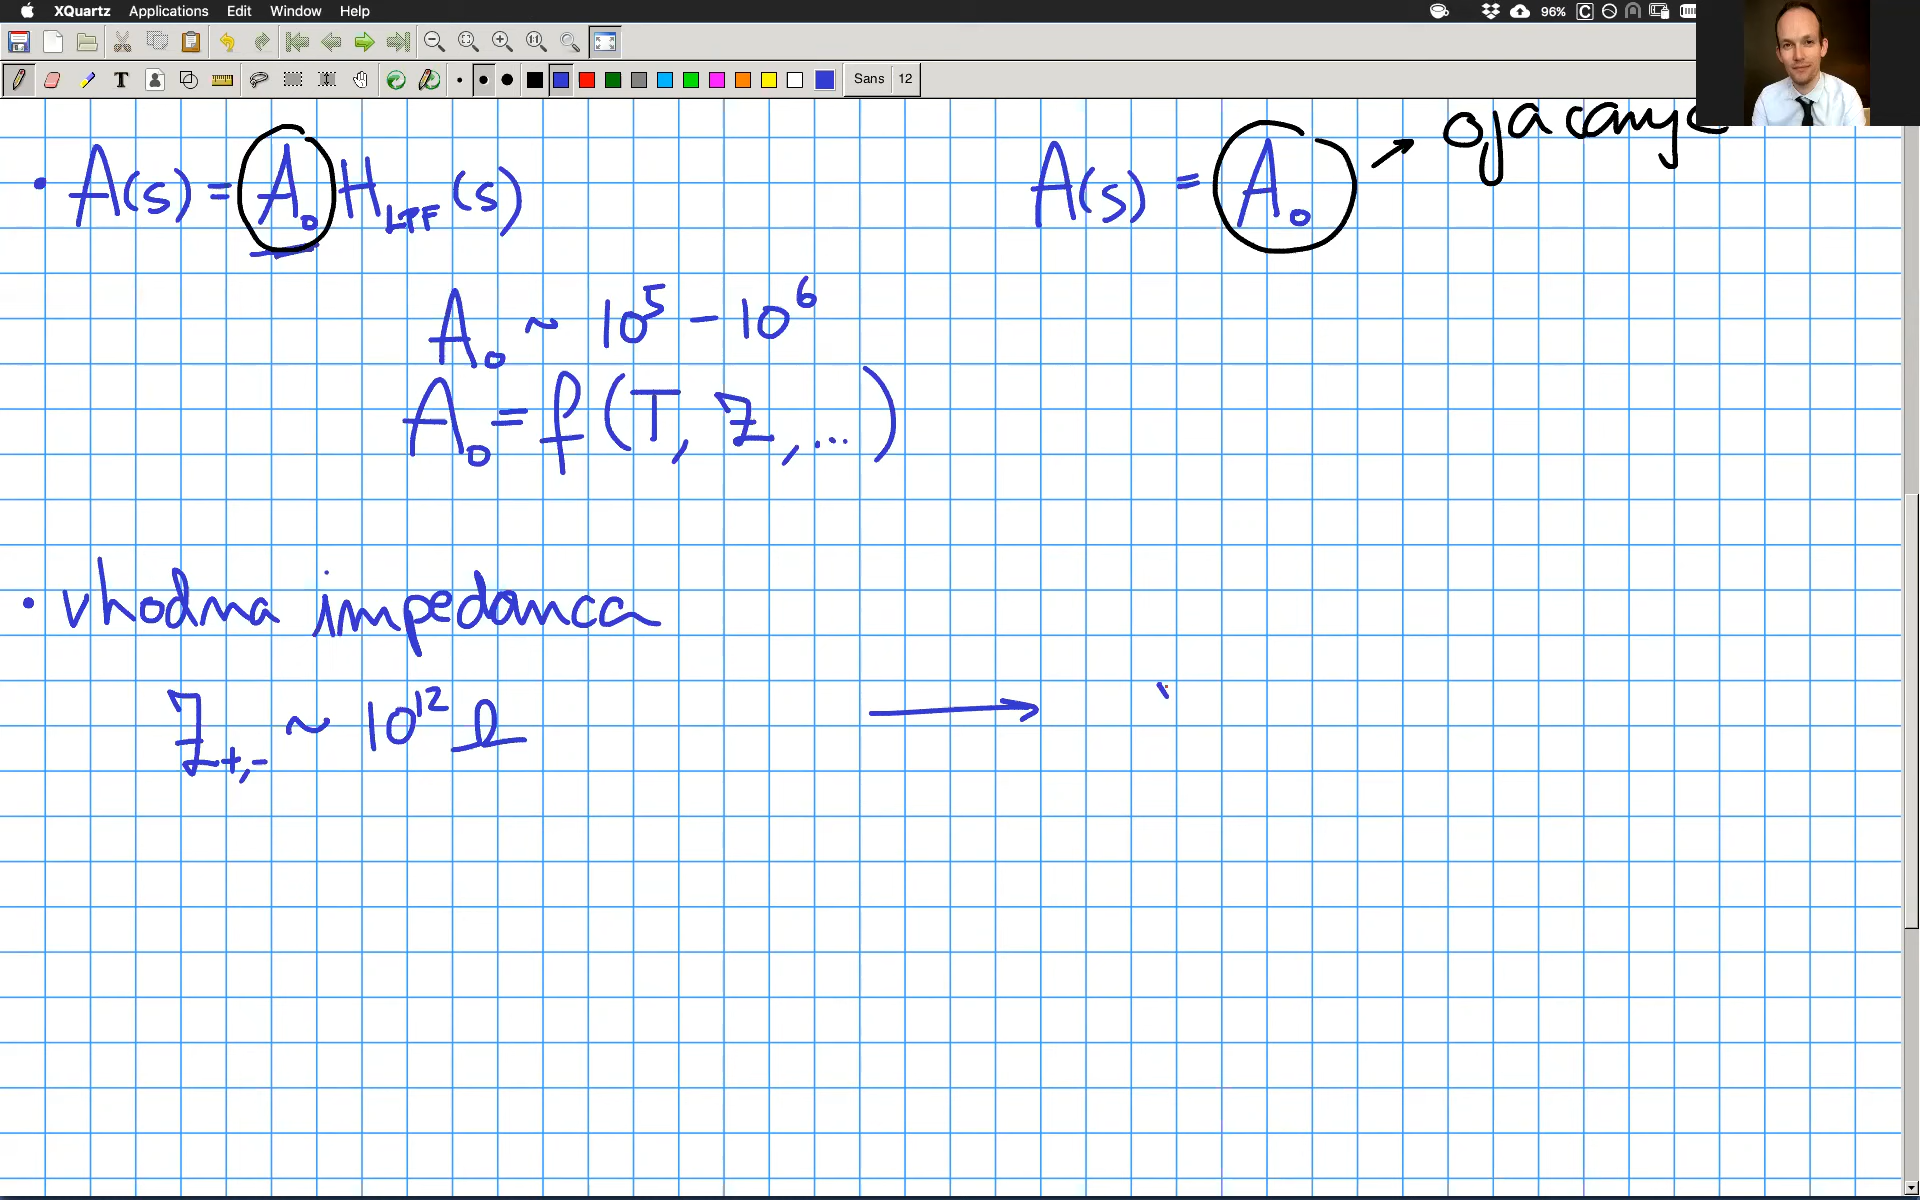 XQuartz Applications Edit Window Help
96%
T
Sans 12
ojačanje
• A(s) = A₀ H_LPF (s)
A(s) = A₀
A₀ ~ 10⁵ - 10⁶
A₀ = f (T, Z, ...)
• vhodna impedanca
Z₊,₋ ~ 10¹² Ω